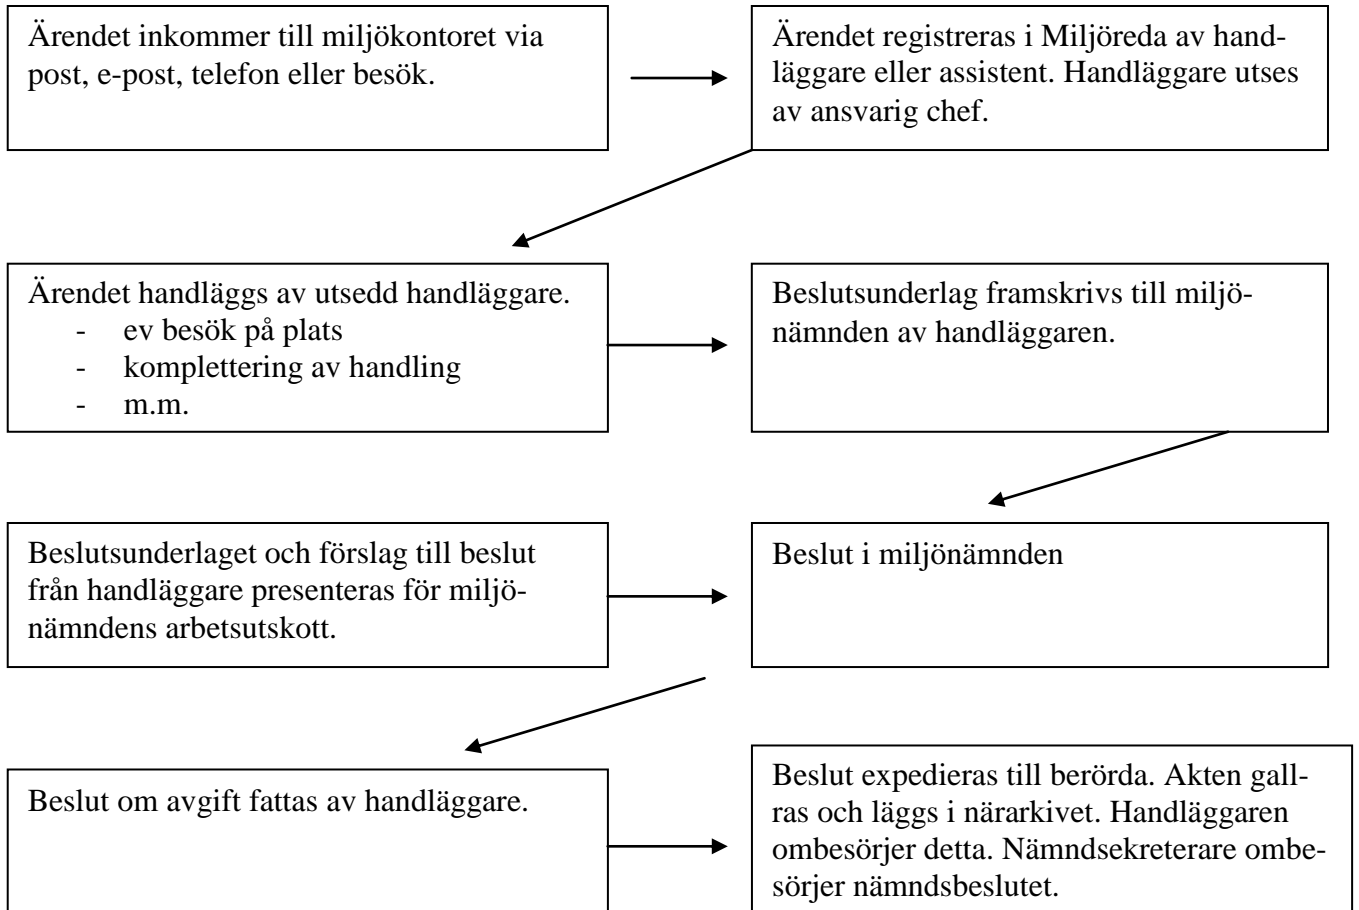 Ärendet inkommer till miljökontoret via
post, e-post, telefon eller besök.
Ärendet registreras i Miljöreda av hand-
läggare eller assistent. Handläggare utses
av ansvarig chef.
Ärendet handläggs av utsedd handläggare.
- ev besök på plats
- komplettering av handling
- m.m.
Beslutsunderlag framskrivs till miljö-
nämnden av handläggaren.
Beslutsunderlaget och förslag till beslut
från handläggare presenteras för miljö-
nämndens arbetsutskott.
Beslut i miljönämnden
Beslut om avgift fattas av handläggare.
Beslut expedieras till berörda. Akten gall-
ras och läggs i närarkivet. Handläggaren
ombesörjer detta. Nämndsekreterare ombe-
sörjer nämndsbeslutet.